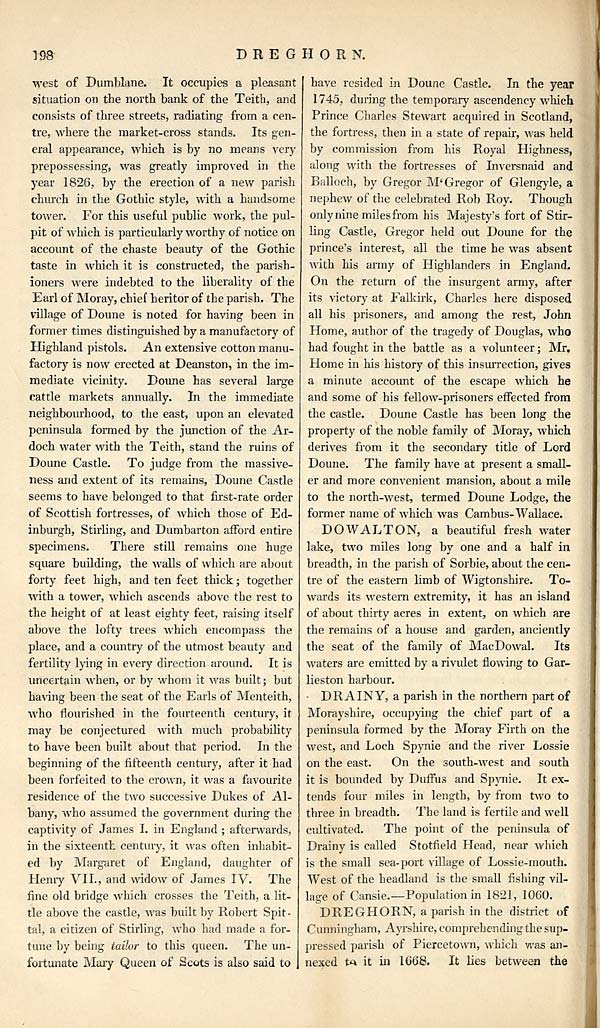 198
DREGHORN.
west of Dumblane. It occupies a pleasant
situation on the north bank of the Teith, and
consists of three streets, radiating from a cen-
tre, where the market-cross stands. Its gen-
eral appearance, which is by no means very
prepossessing, was greatly improved in the
year 1826, by the erection of a new parish
church in the Gothic style, with a handsome
tower. For this useful public work, the pul-
pit of which is particularly worthy of notice on
account of the chaste beauty of the Gothic
taste in which it is constructed, the parish-
ioners were indebted to the liberality of the
Earl of Moray, chief heritor of the parish. The
village of Doune is noted for having been in
former times distinguished by a manufactory of
Highland pistols. An extensive cotton manu-
factory is now erected at Deanston, in the im-
mediate vicinity. Doune has several large
cattle markets annually. In the immediate
neighbourhood, to the east, upon an elevated
peninsula formed by the junction of the Ar-
doch water with the Teith, stand the ruins of
Doune Castle. To judge from the massive-
ness and extent of its remains, Doune Castle
seems to have belonged to that first-rate order
of Scottish fortresses, of which those of Ed-
inburgh, Stirling, and Dumbarton afford entire
specimens. There still remains one huge
square building, the walls of which are about
forty feet high, and ten feet thick; together
with a tower, which ascends above the rest to
the height of at least eighty feet, raising itself
above the lofty trees which encompass the
place, and a country of the utmost beauty and
fertility lying in every direction around. It is
uncertain when, or by whom it was built; but
having been the seat of the Earls of Menteith,
who flourished in the fourteenth century, it
may be conjectured with much probability
to have been built about that period. In the
beginning of the fifteenth century, after it had
been forfeited to the crown, it was a favourite
residence of the two successive Dukes of Al-
bany, who assumed the government during the
captivity of James I. in England; afterwards,
in the sixteenth century, it was often inhabit-
ed by Margaret of England, daughter of
Henry VII., and widow of James IV. The
fine old bridge which crosses the Teith, a lit-
tle above the castle, was built by Robert Spit-
tal, a citizen of Stirling, who had made a for-
tune by being tailor to this queen. The un-
fortunate Mary Queen of Scots is also said to
have resided in Doune Castle. In the year
1745, during the temporary ascendency which
Prince Charles Stewart acquired in Scotland,
the fortress, then in a state of repair, was held
by commission from his Royal Highness,
along with the fortresses of Inversnaid and
Balloch, by Gregor M'Gregor of Glengyle, a
nephew of the celebrated Rob Roy. Though
only nine miles from his Majesty's fort of Stir-
ling Castle, Gregor held out Doune for the
prince's interest, all the time he was absent
with his army of Highlanders in England.
On the return of the insurgent army, after
its victory at Falkirk, Charles here disposed
all his prisoners, and among the rest, John
Home, author of the tragedy of Douglas, who
had fought in the battle as a volunteer; Mr.
Home in his history of this insurrection, gives
a minute account of the escape which he
and some of his fellow-prisoners effected from
the castle. Doune Castle has been long the
property of the noble family of Moray, which
derives from it the secondary title of Lord
Doune. The family have at present a small-
er and more convenient mansion, about a mile
to the north-west, termed Doune Lodge, the
former name of which was Cambus-Wallace.
DOWALTON, a beautiful fresh water
lake, two miles long by one and a half in
breadth, in the parish of Sorbie, about the cen-
tre of the eastern limb of Wigtonshire. To-
wards its western extremity, it has an island
of about thirty acres in extent, on which are
the remains of a house and garden, anciently
the seat of the family of MacDowal. Its
waters are emitted by a rivulet flowing to Gar-
lieston harbour.
DRAINY, a parish in the northern part of
Morayshire, occupying the chief part of a
peninsula formed by the Moray Firth on the
west, and Loch Spynie and the river Lossie
on the east. On the south-west and south
it is bounded by Duffus and Spynie. It ex-
tends four miles in length, by from two to
three in breadth. The land is fertile and well
cultivated. The point of the peninsula of
Drainy is called Stotfield Head, near which
is the small sea-port village of Lossie-mouth.
West of the headland is the small fishing vil-
lage of Cansie.—Population in 1821, 1060.
DREGHORN, a parish in the district of
Cunningham, Ayrshire, comprehending the sup-
pressed parish of Piercetown, which was an-
nexed to it in 1668. It lies between the